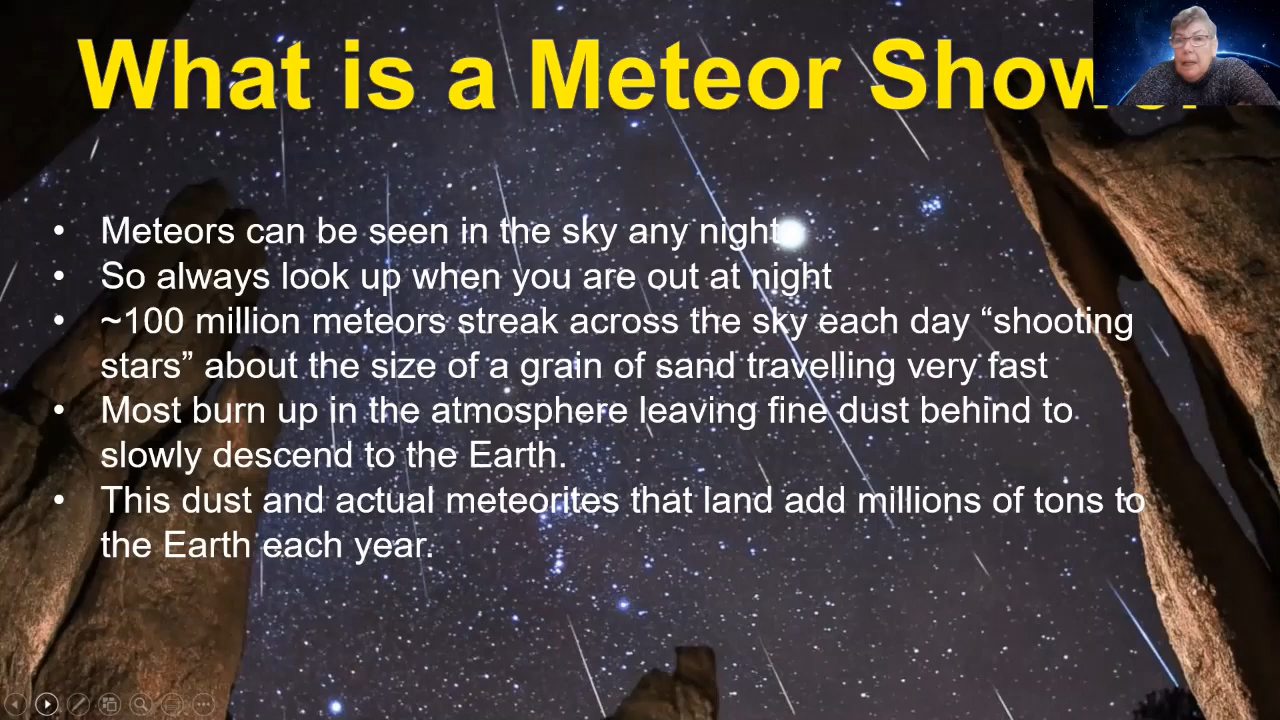 What is a Meteor Shower
• Meteors can be seen in the sky any night
• So always look up when you are out at night
• ~100 million meteors streak across the sky each day “shooting
stars” about the size of a grain of sand travelling very fast
• Most burn up in the atmosphere leaving fine dust behind to
slowly descend to the Earth.
• This dust and actual meteorites that land add millions of tons to
the Earth each year.